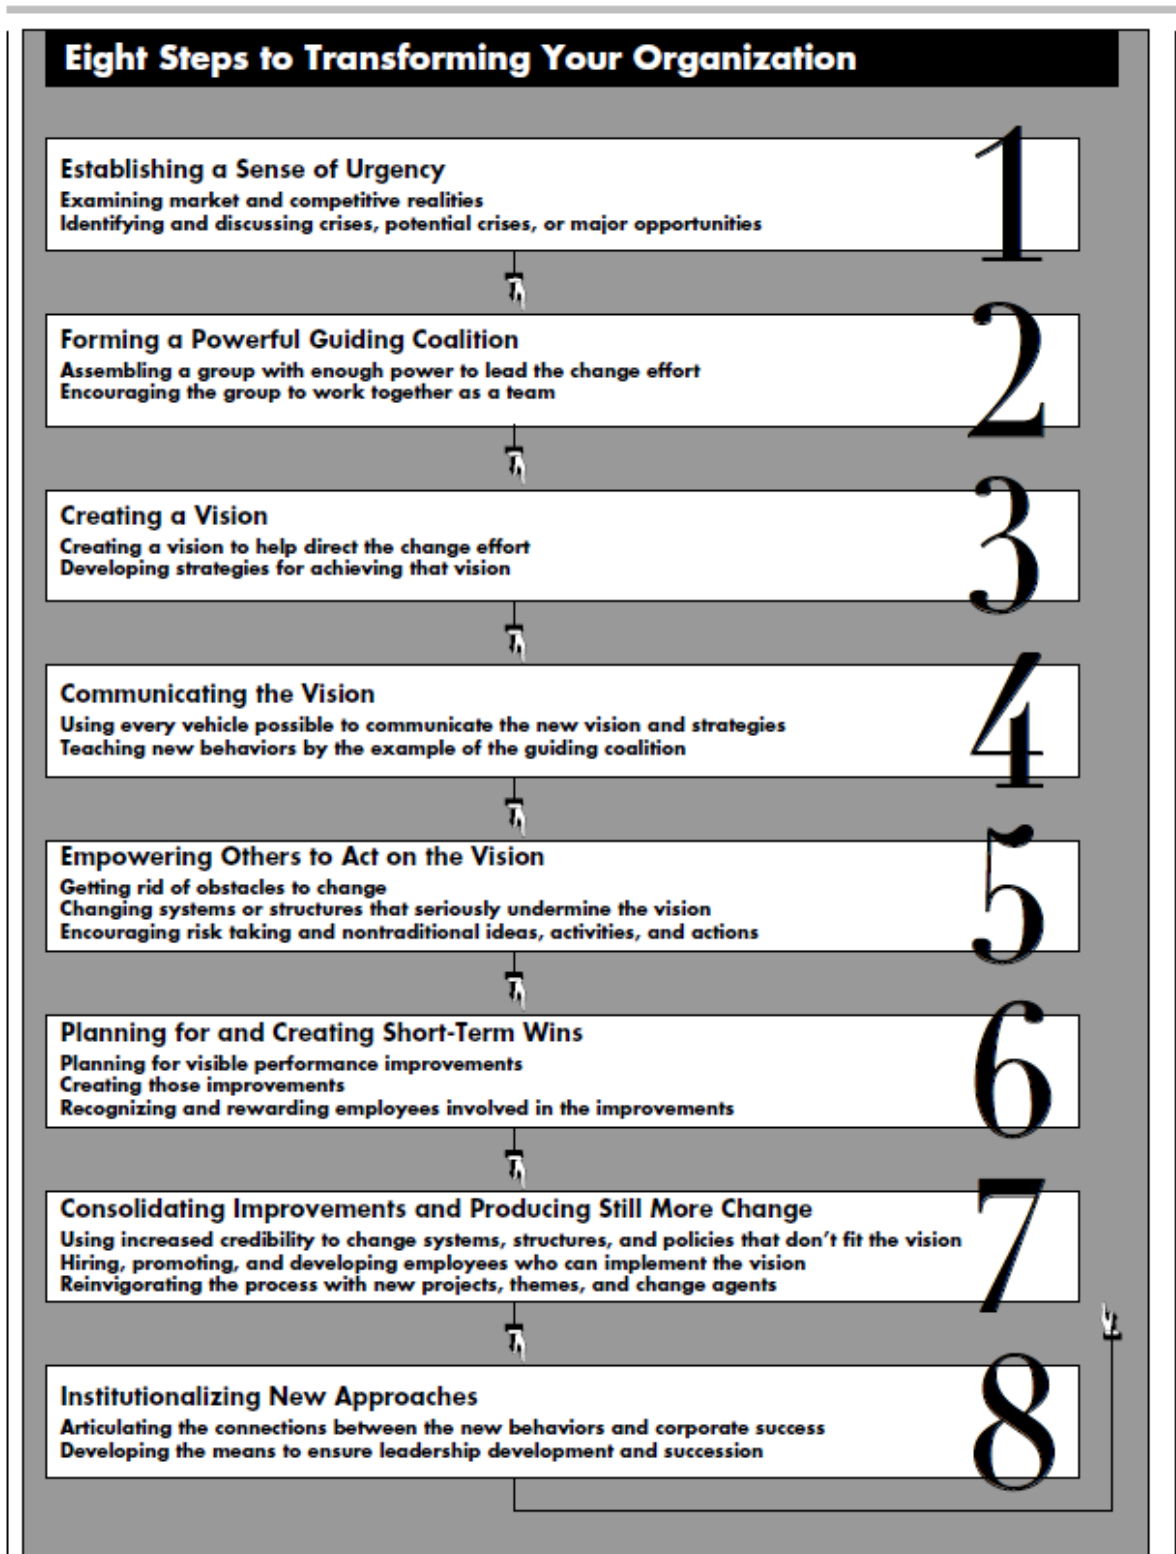 Eight Steps to Transforming Your Organization
1
Establishing a Sense of Urgency
Examining market and competitive realities
Identifying and discussing crises, potential crises, or major opportunities
2
Forming a Powerful Guiding Coalition
Assembling a group with enough power to lead the change effort
Encouraging the group to work together as a team
3
Creating a Vision
Creating a vision to help direct the change effort
Developing strategies for achieving that vision
4
Communicating the Vision
Using every vehicle possible to communicate the new vision and strategies
Teaching new behaviors by the example of the guiding coalition
5
Empowering Others to Act on the Vision
Getting rid of obstacles to change
Changing systems or structures that seriously undermine the vision
Encouraging risk taking and nontraditional ideas, activities, and actions
6
Planning for and Creating Short-Term Wins
Planning for visible performance improvements
Creating those improvements
Recognizing and rewarding employees involved in the improvements
7
Consolidating Improvements and Producing Still More Change
Using increased credibility to change systems, structures, and policies that don't fit the vision
Hiring, promoting, and developing employees who can implement the vision
Reinvigorating the process with new projects, themes, and change agents
8
Institutionalizing New Approaches
Articulating the connections between the new behaviors and corporate success
Developing the means to ensure leadership development and succession